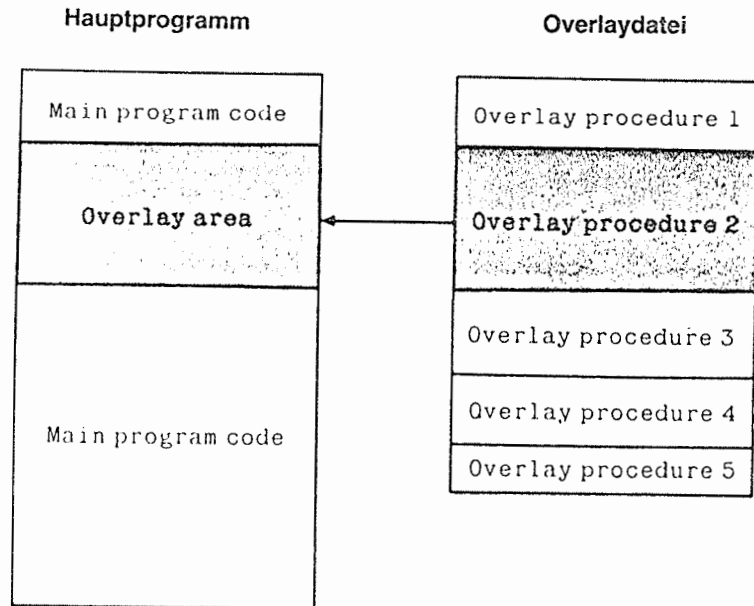 Hauptprogramm
Main program code
Overlay area
Main program code
Overlaydatei
Overlay procedure 1
Overlay procedure 2
Overlay procedure 3
Overlay procedure 4
Overlay procedure 5